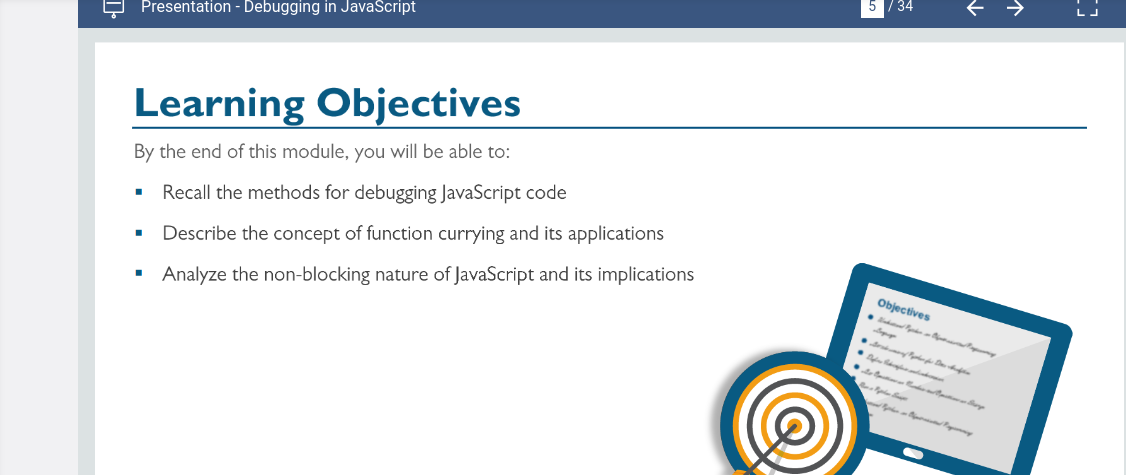 Presentation - Debugging in JavaScript
5 / 34
Learning Objectives
By the end of this module, you will be able to:
▪ Recall the methods for debugging JavaScript code
▪ Describe the concept of function currying and its applications
▪ Analyze the non-blocking nature of JavaScript and its implications
Objectives